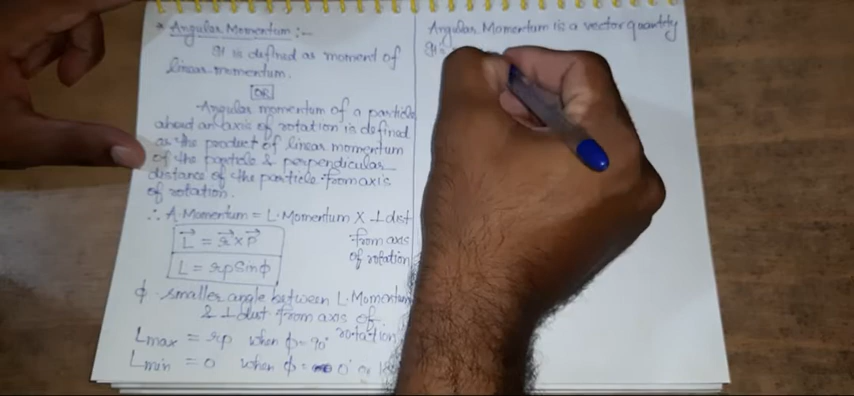 * Angular Momentum :-
It is defined as moment of
linear momentum.
[OR]
Angular momentum of a particle
about an axis of rotation is defined
as the product of linear momentum
of the particle & perpendicular
distance of the particle from axis
of rotation.
∴ A. Momentum = L. Momentum X ⊥ dist
from axis
of rotation
L⃗ = r⃗ × p⃗
L = rpSinϕ
ϕ - smaller angle between L. Momentum
& ⊥ dist from axis of
rotation
Lmax = rp when ϕ = 90°
Lmin = 0 when ϕ = 0° or
Angular Momentum is a vector quantity